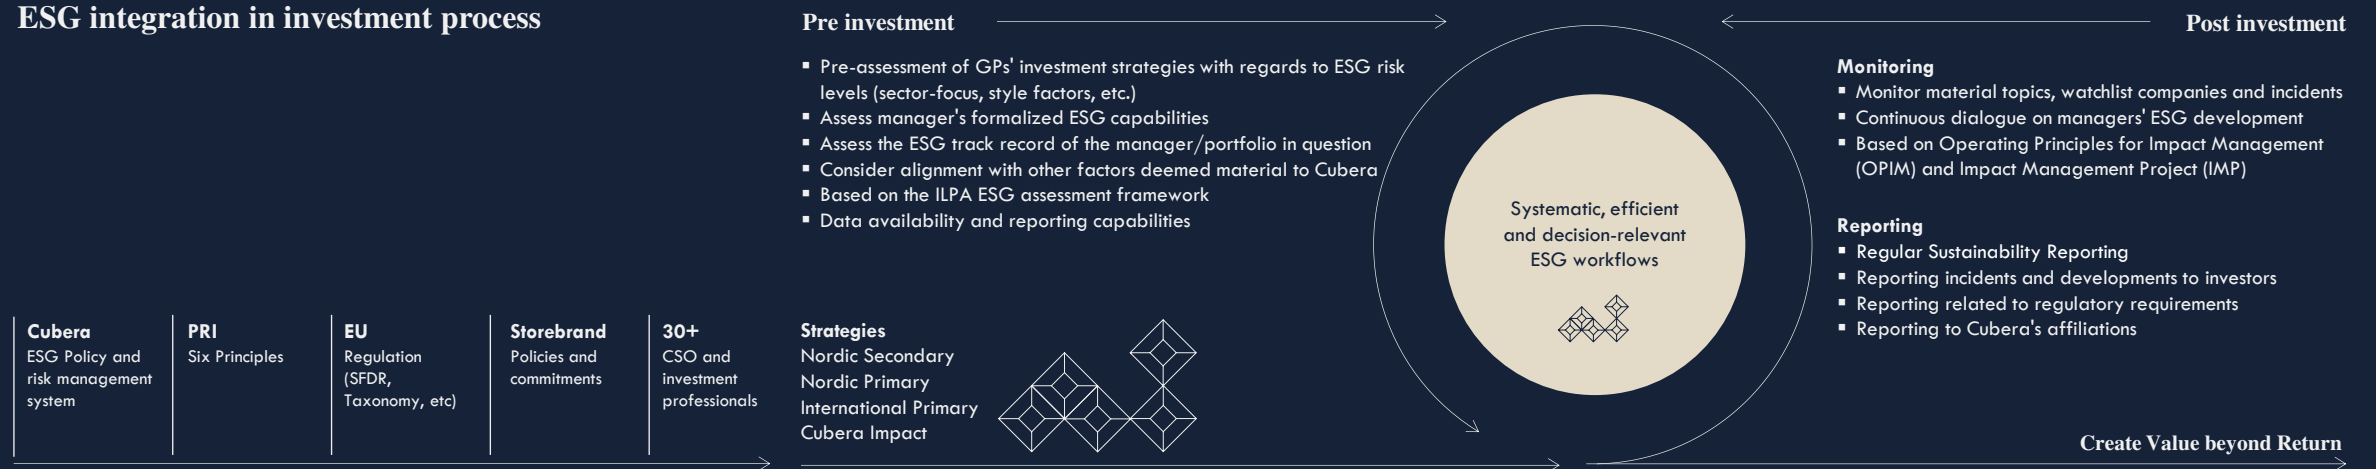 ESG integration in investment process
Cubera
ESG Policy and
risk management
system
PRI
Six Principles
EU
Regulation
(SFDR,
Taxonomy, etc)
Storebrand
Policies and
commitments
30+
CSO and
investment
professionals
Pre investment
▪ Pre-assessment of GPs' investment strategies with regards to ESG risk
levels (sector-focus, style factors, etc.)
▪ Assess manager's formalized ESG capabilities
▪ Assess the ESG track record of the manager/portfolio in question
▪ Consider alignment with other factors deemed material to Cubera
▪ Based on the ILPA ESG assessment framework
▪ Data availability and reporting capabilities
Strategies
Nordic Secondary
Nordic Primary
International Primary
Cubera Impact
Systematic, efficient
and decision-relevant
ESG workflows
Post investment
Monitoring
▪ Monitor material topics, watchlist companies and incidents
▪ Continuous dialogue on managers' ESG development
▪ Based on Operating Principles for Impact Management
(OPIM) and Impact Management Project (IMP)
Reporting
▪ Regular Sustainability Reporting
▪ Reporting incidents and developments to investors
▪ Reporting related to regulatory requirements
▪ Reporting to Cubera's affiliations
Create Value beyond Return